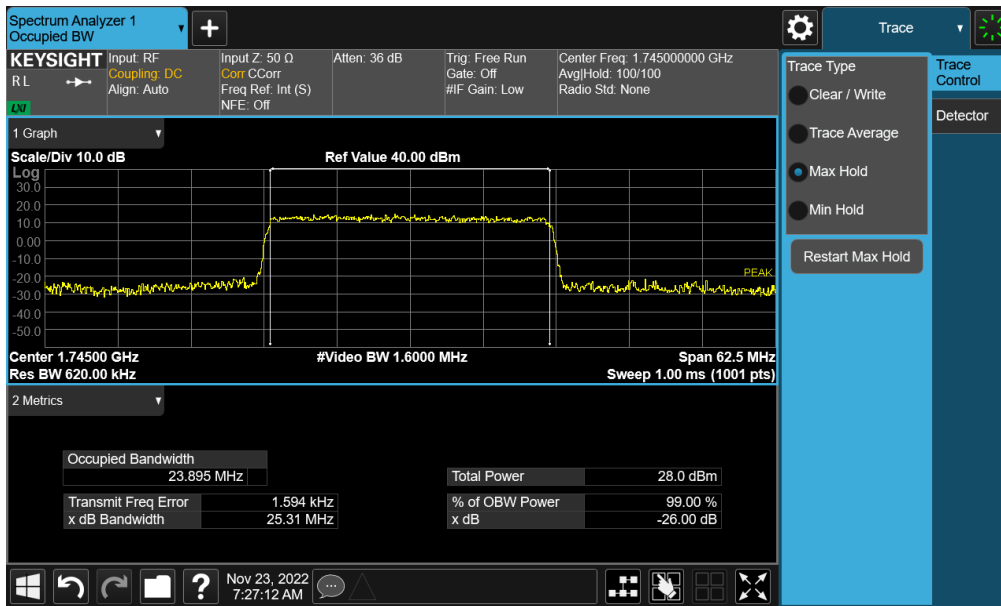 Spectrum Analyzer 1
Occupied BW
Trace
KEYSIGHT Input: RF Input Z: 50 Ω Atten: 36 dB Trig: Free Run Center Freq: 1.745000000 GHz
R L Coupling: DC Corr CCorr Gate: Off Avg|Hold: 100/100
Align: Auto Freq Ref: Int (S) #IF Gain: Low Radio Std: None
LXI NFE: Off
1 Graph
Scale/Div 10.0 dB Ref Value 40.00 dBm
Log
30.0
20.0
10.0
0.00
-10.0
-20.0
-30.0
-40.0
-50.0
PEAK
Center 1.74500 GHz #Video BW 1.6000 MHz Span 62.5 MHz
Res BW 620.00 kHz Sweep 1.00 ms (1001 pts)
2 Metrics
Occupied Bandwidth
23.895 MHz
Total Power 28.0 dBm
Transmit Freq Error 1.594 kHz % of OBW Power 99.00 %
x dB Bandwidth 25.31 MHz x dB -26.00 dB
Trace Type
Clear / Write
Trace Average
Max Hold
Min Hold
Restart Max Hold
Trace
Control
Detector
?
Nov 23, 2022
7:27:12 AM